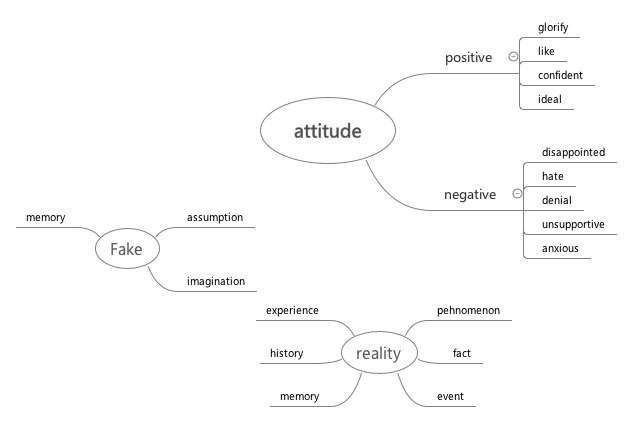 attitude
positive
glorify
like
confident
ideal
negative
disappointed
hate
denial
unsupportive
anxious
Fake
memory
assumption
imagination
reality
experience
history
memory
pehnomenon
fact
event